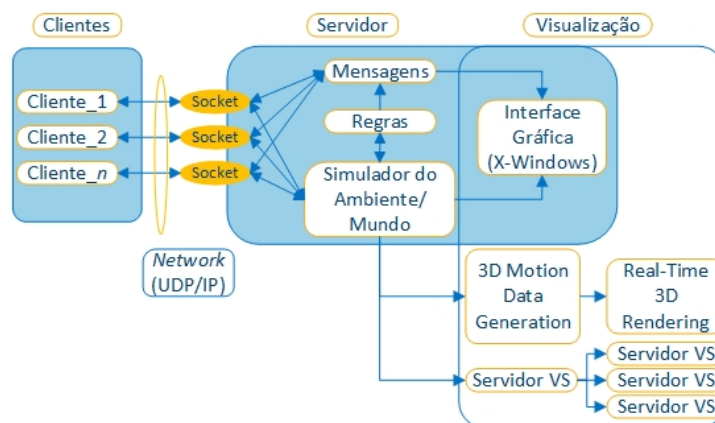 Clientes
Servidor
Visualização
Cliente_1
Cliente_2
Cliente_n
Socket
Socket
Socket
Mensagens
Regras
Simulador do
Ambiente/
Mundo
Interface
Gráfica
(X-Windows)
Network
(UDP/IP)
3D Motion
Data
Generation
Real-Time
3D
Rendering
Servidor VS
Servidor VS
Servidor VS
Servidor VS